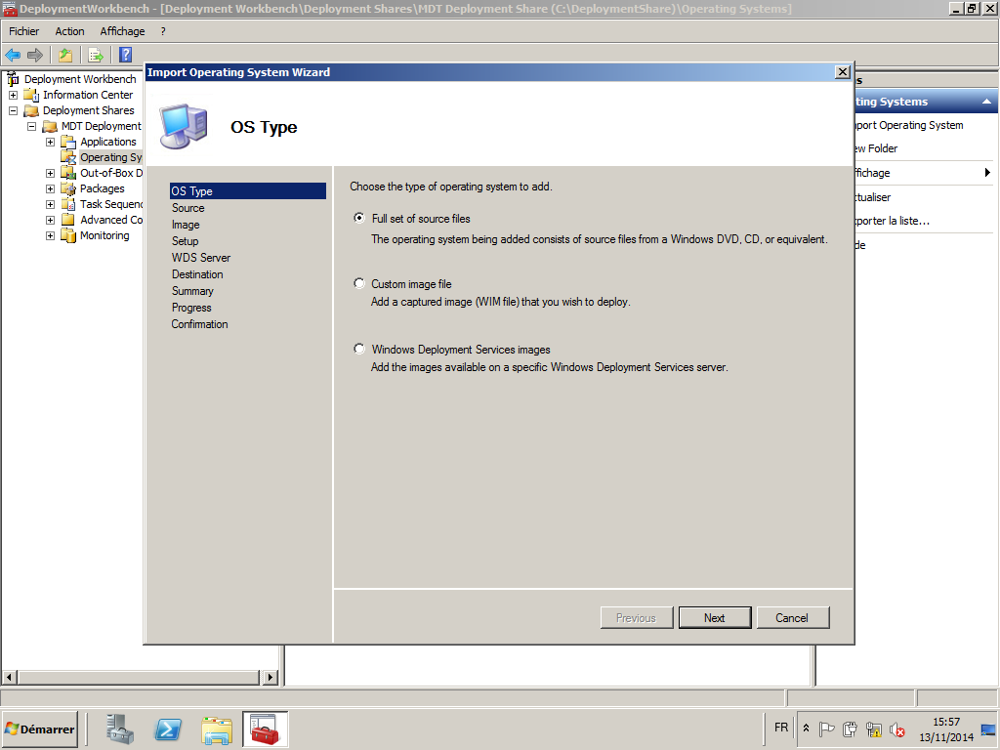 DeploymentWorkbench - [Deployment Workbench\Deployment Shares\MDT Deployment Share (C:\DeploymentShare)\Operating Systems]
Fichier Action Affichage ?
Deployment Workbench
Information Center
Deployment Shares
MDT Deployment
Applications
Operating Sy
Out-of-Box D
Packages
Task Sequenc
Advanced Co
Monitoring
Import Operating System Wizard
OS Type
OS Type
Source
Image
Setup
WDS Server
Destination
Summary
Progress
Confirmation
Choose the type of operating system to add.
Full set of source files
The operating system being added consists of source files from a Windows DVD, CD, or equivalent.
Custom image file
Add a captured image (WIM file) that you wish to deploy.
Windows Deployment Services images
Add the images available on a specific Windows Deployment Services server.
Previous Next Cancel
s
ting Systems
nport Operating System
ew Folder
ffichage
ctualiser
xporter la liste...
de
Démarrer
FR
15:57
13/11/2014